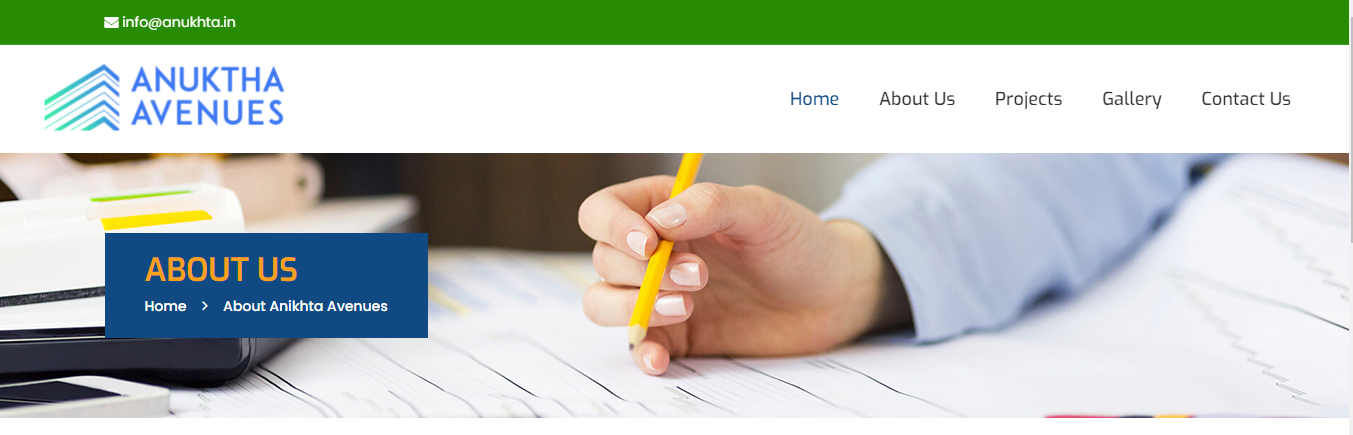 info@anukhta.in
ANUKTHA
AVENUES
Home About Us Projects Gallery Contact Us
ABOUT US
Home > About Anikhta Avenues